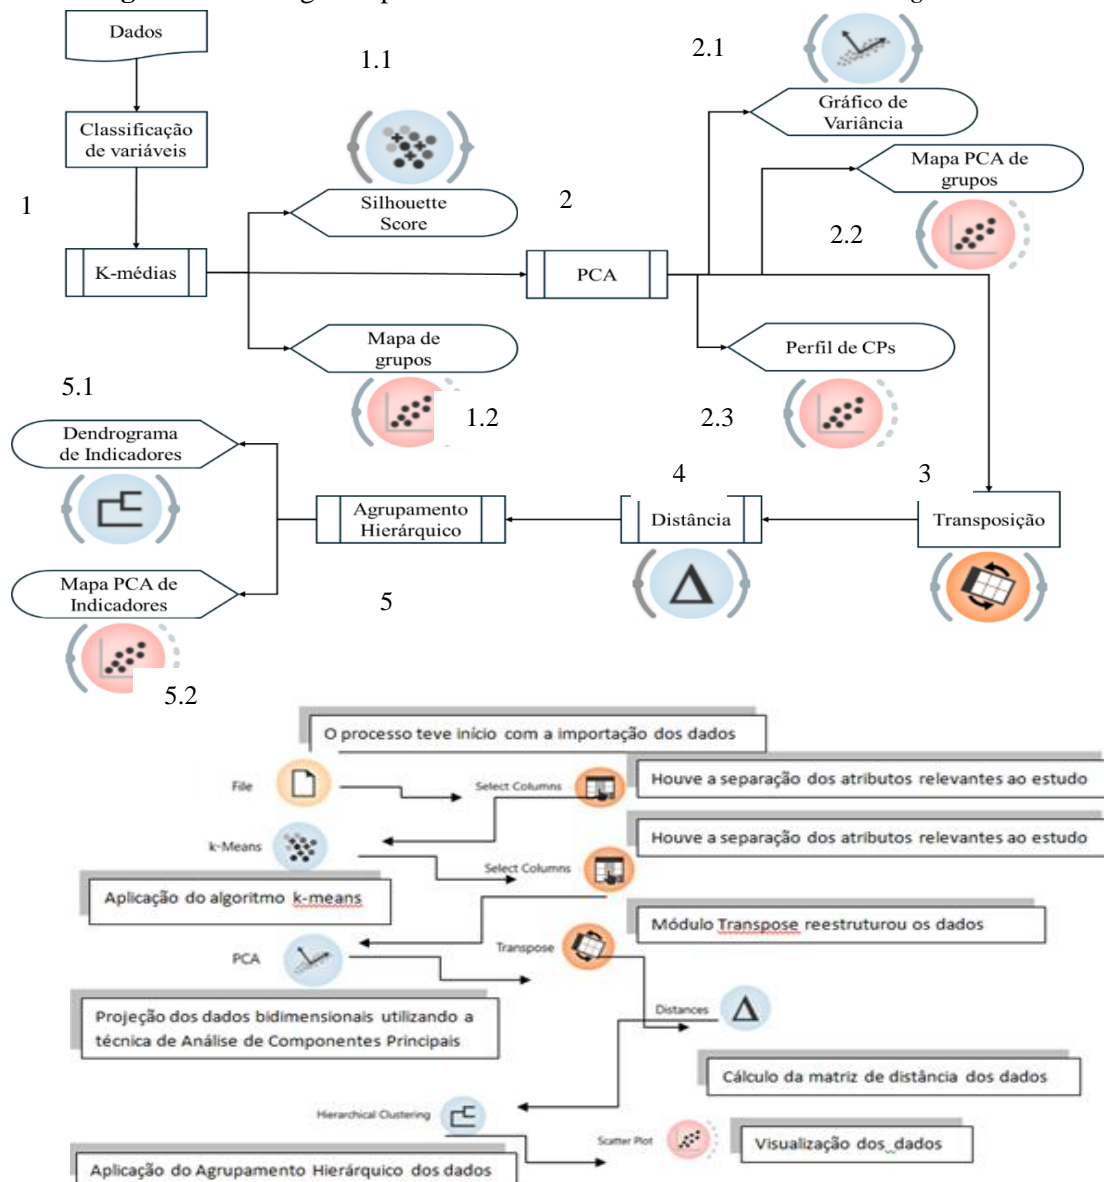 Dados
Classificação
de variáveis
1
K-médias
1.1
Silhouette
Score
Mapa de
grupos
1.2
2
PCA
2.1
Gráfico de
Variância
Mapa PCA de
grupos
2.2
Perfil de CPs
2.3
3
Transposição
4
Distância
Agrupamento
Hierárquico
5
5.1
Dendrograma
de Indicadores
Mapa PCA de
Indicadores
5.2
O processo teve início com a importação dos dados
File
Select Columns
Houve a separação dos atributos relevantes ao estudo
k-Means
Houve a separação dos atributos relevantes ao estudo
Select Columns
Aplicação do algoritmo k-means
Módulo Transpose reestruturou os dados
PCA
Transpose
Projeção dos dados bidimensionais utilizando a
técnica de Análise de Componentes Principais
Distances
Cálculo da matriz de distância dos dados
Hierarchical Clustering
Scatter Plot
Visualização dos dados
Aplicação do Agrupamento Hierárquico dos dados